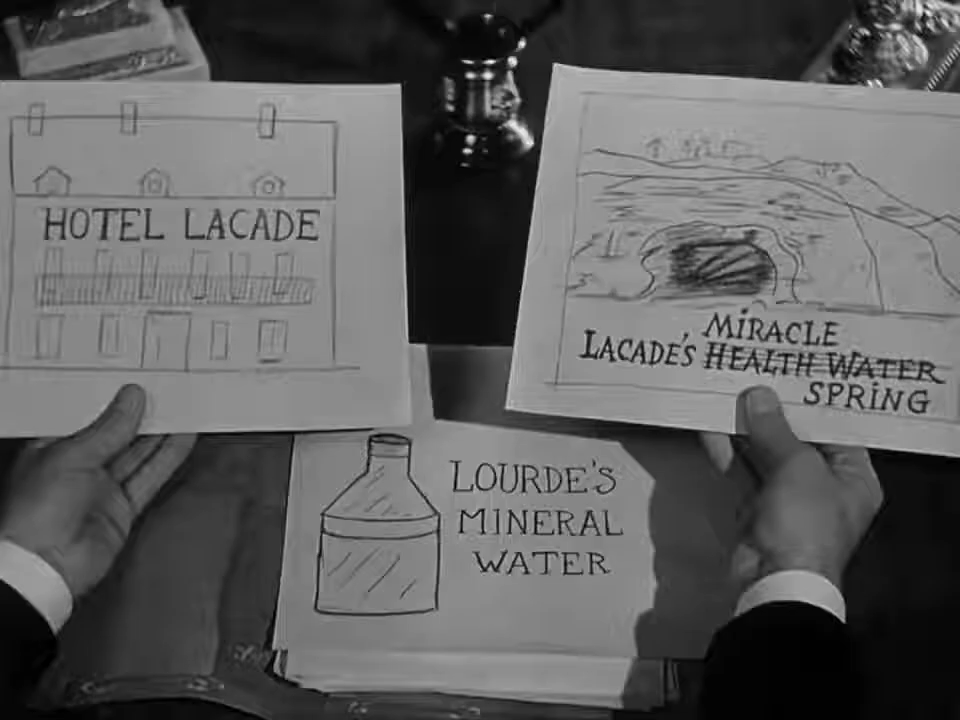 HOTEL LACADE
MIRACLE
LACADE'S HEALTH WATER
SPRING
LOURDE'S
MINERAL
WATER